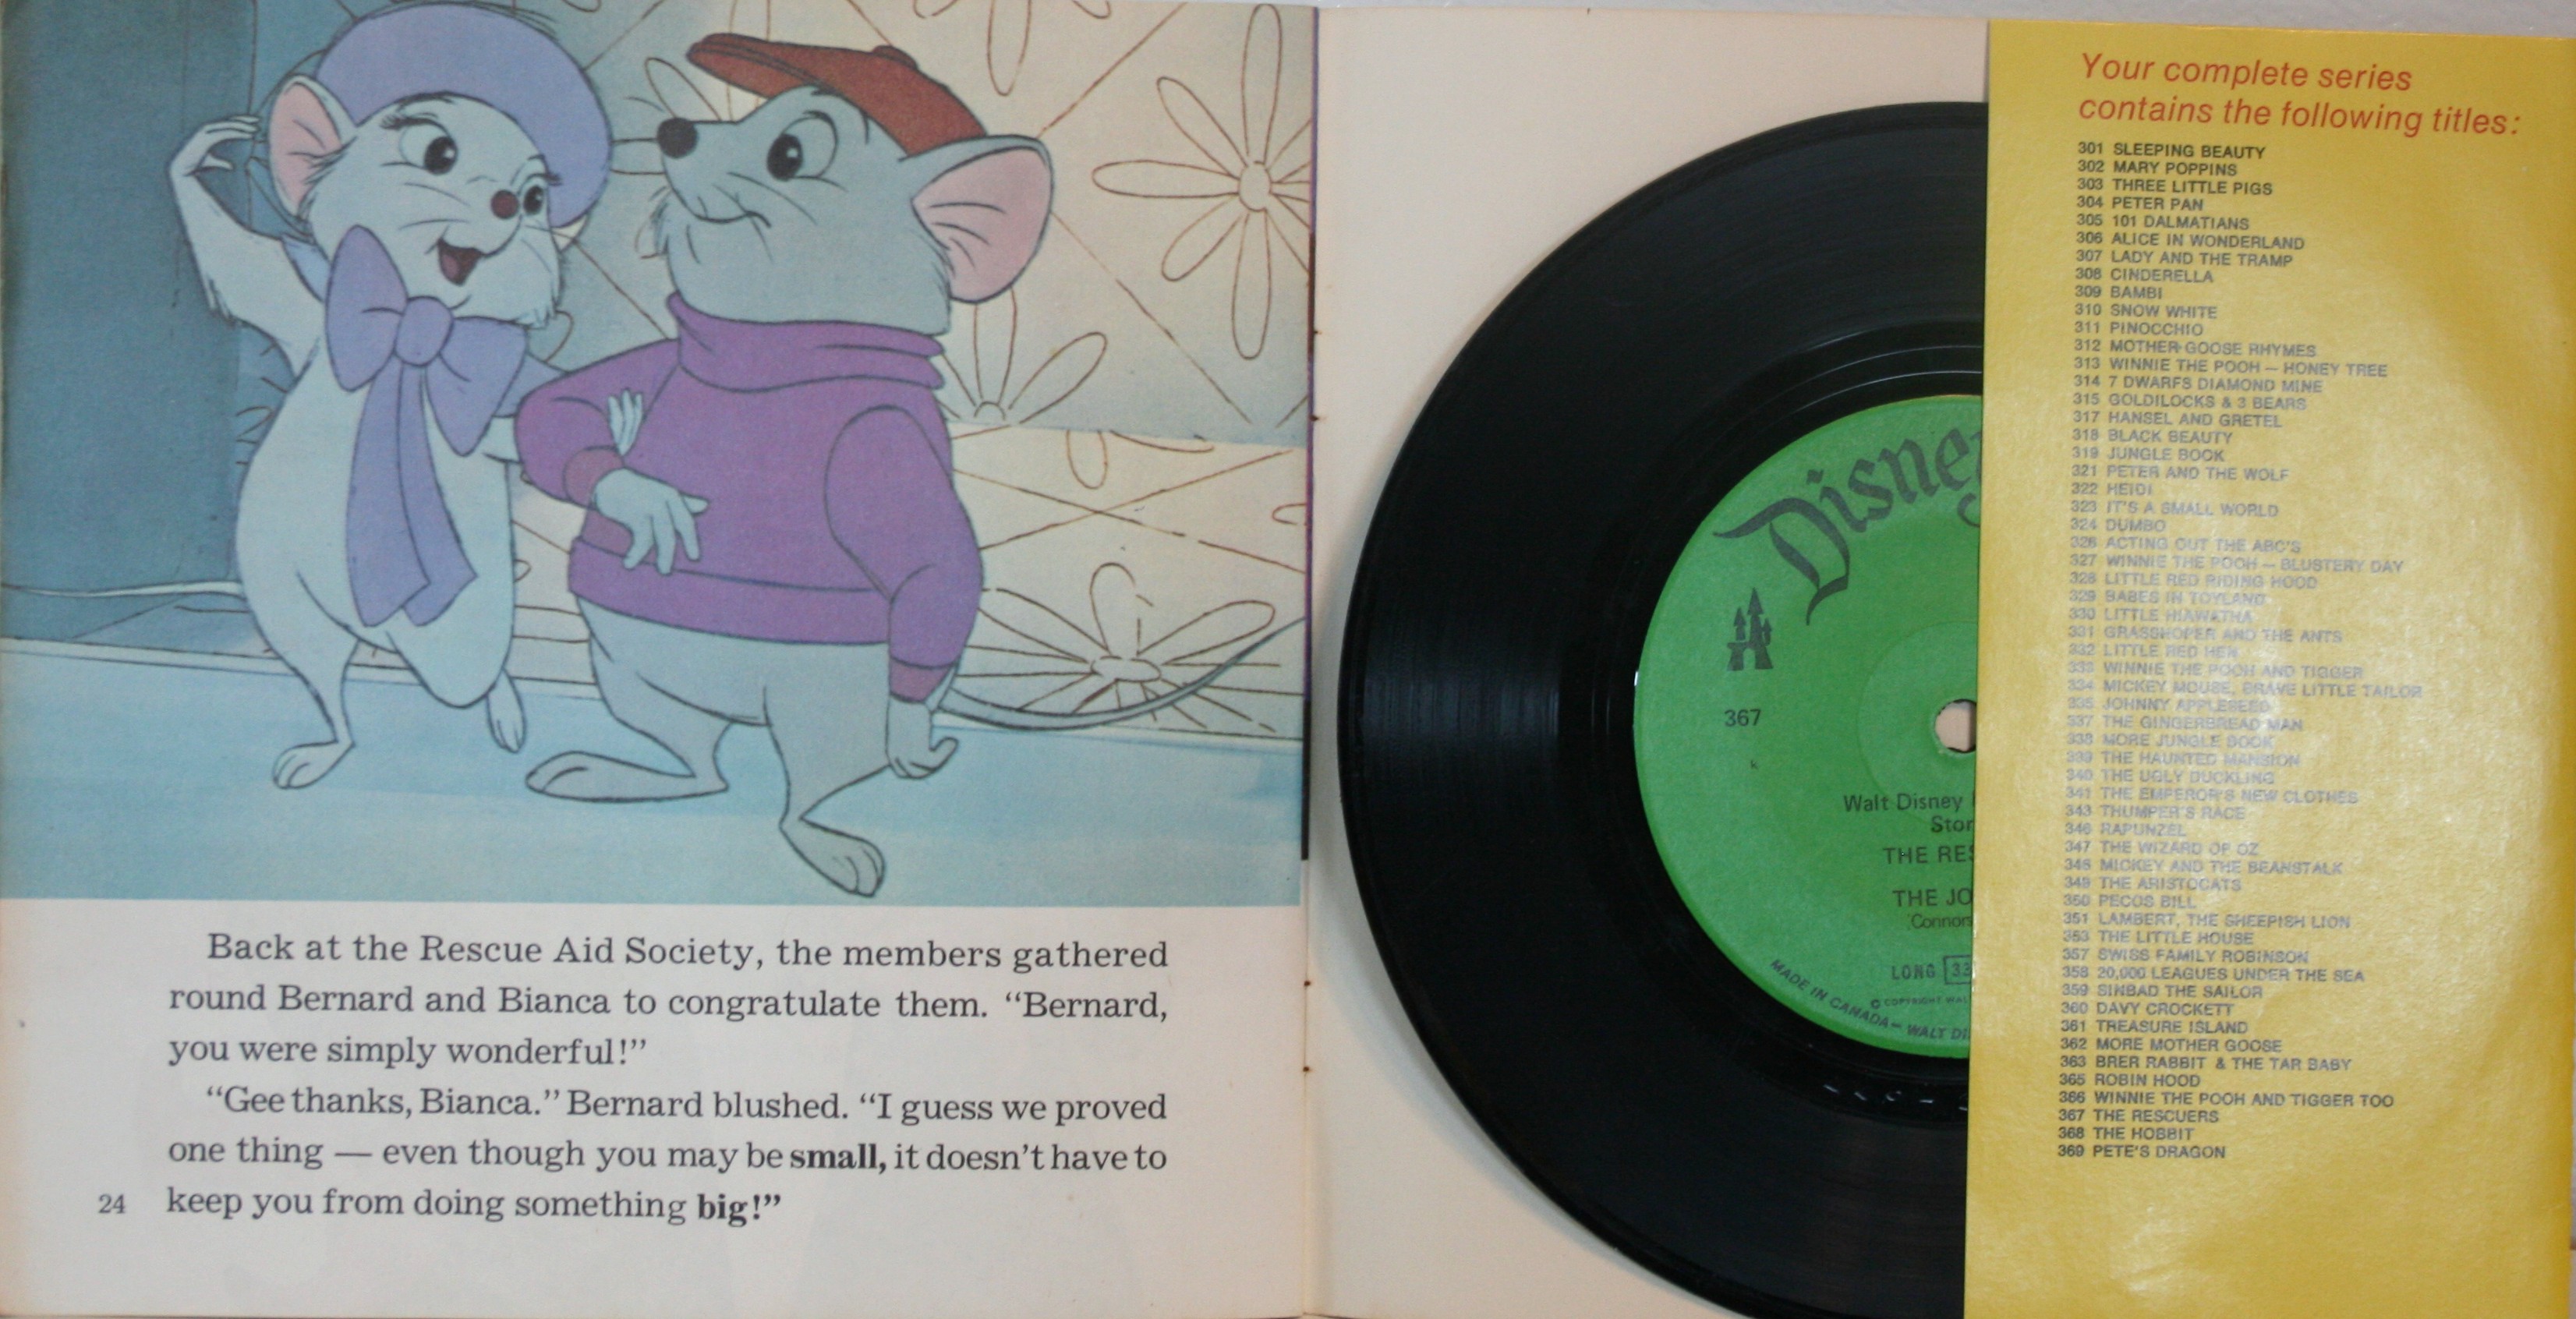 Back at the Rescue Aid Society, the members gathered
round Bernard and Bianca to congratulate them. “Bernard,
you were simply wonderful!”
“Gee thanks, Bianca.” Bernard blushed. “I guess we proved
one thing — even though you may be small, it doesn’t have to
keep you from doing something big!”
24
Disney
367
K
Walt Disney
Stor
THE RES
THE JO
Connor
LONG 33
© COPYRIGHT WAL
MADE IN CANADA — WALT DI
Your complete series
contains the following titles:
301 SLEEPING BEAUTY
302 MARY POPPINS
303 THREE LITTLE PIGS
304 PETER PAN
305 101 DALMATIANS
306 ALICE IN WONDERLAND
307 LADY AND THE TRAMP
308 CINDERELLA
309 BAMBI
310 SNOW WHITE
311 PINOCCHIO
312 MOTHER GOOSE RHYMES
313 WINNIE THE POOH — HONEY TREE
314 7 DWARFS DIAMOND MINE
315 GOLDILOCKS & 3 BEARS
317 HANSEL AND GRETEL
318 BLACK BEAUTY
319 JUNGLE BOOK
321 PETER AND THE WOLF
322 HEIDI
323 IT'S A SMALL WORLD
324 DUMBO
326 ACTING OUT THE ABC'S
327 WINNIE THE POOH — BLUSTERY DAY
328 LITTLE RED RIDING HOOD
329 BABES IN TOYLAND
330 LITTLE HIAWATHA
331 GRASSHOPER AND THE ANTS
332 LITTLE RED HEN
333 WINNIE THE POOH AND TIGGER
334 MICKEY MOUSE, BRAVE LITTLE TAILOR
335 JOHNNY APPLESEED
337 THE GINGERBREAD MAN
338 MORE JUNGLE BOOK
339 THE HAUNTED MANSION
340 THE UGLY DUCKLING
341 THE EMPEROR'S NEW CLOTHES
343 THUMPER'S RACE
346 RAPUNZEL
347 THE WIZARD OF OZ
348 MICKEY AND THE BEANSTALK
349 THE ARISTOCATS
350 PECOS BILL
351 LAMBERT, THE SHEEPISH LION
353 THE LITTLE HOUSE
357 SWISS FAMILY ROBINSON
358 20,000 LEAGUES UNDER THE SEA
359 SINBAD THE SAILOR
360 DAVY CROCKETT
361 TREASURE ISLAND
362 MORE MOTHER GOOSE
363 BRER RABBIT & THE TAR BABY
365 ROBIN HOOD
366 WINNIE THE POOH AND TIGGER TOO
367 THE RESCUERS
368 THE HOBBIT
369 PETE'S DRAGON